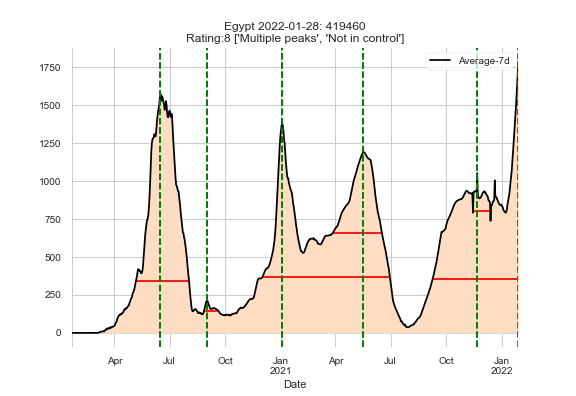 Egypt 2022-01-28: 419460
Rating:8 ['Multiple peaks', 'Not in control']
Average-7d
1750
1500
1250
1000
750
500
250
0
Apr Jul Oct Jan Apr Jul Oct Jan
2021 2022
Date